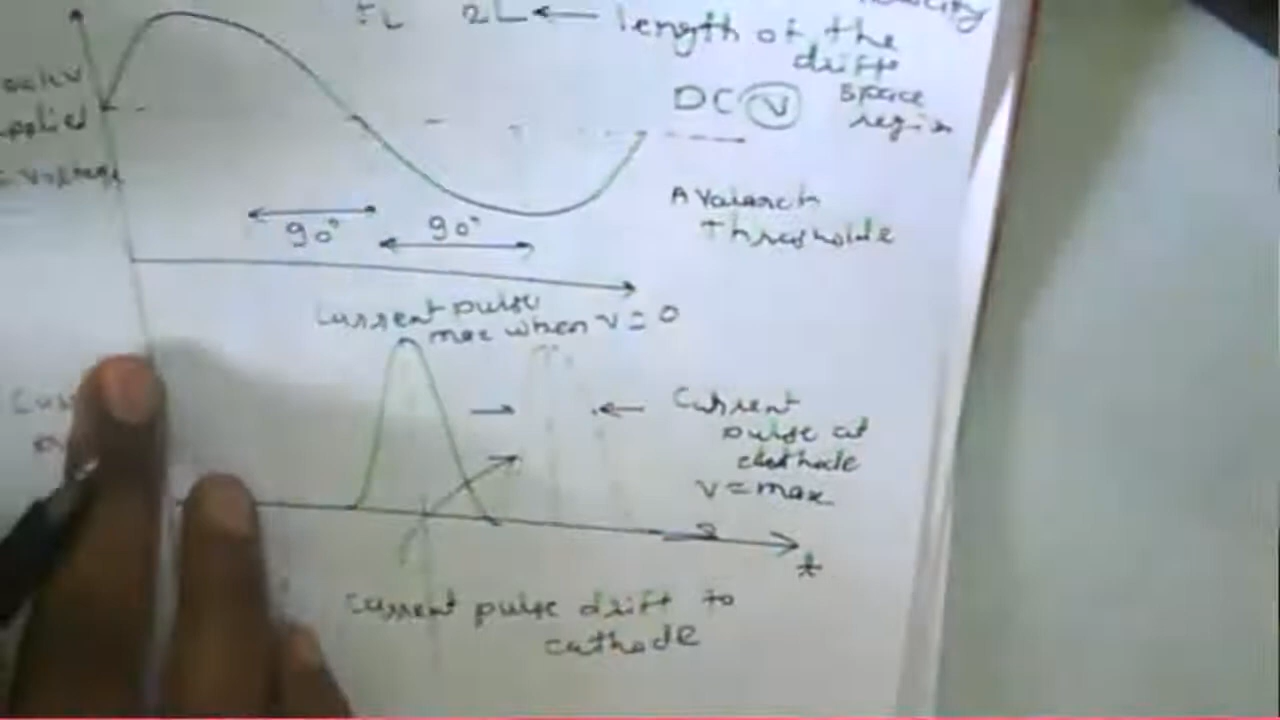 2L ← length of the
drift
space
region
DC V
applied
90° 90°
Avalanch
threshold
Current pulse
max when v = 0
Current
pulse at
cathode
v = max
t
Current pulse drift to
cathode